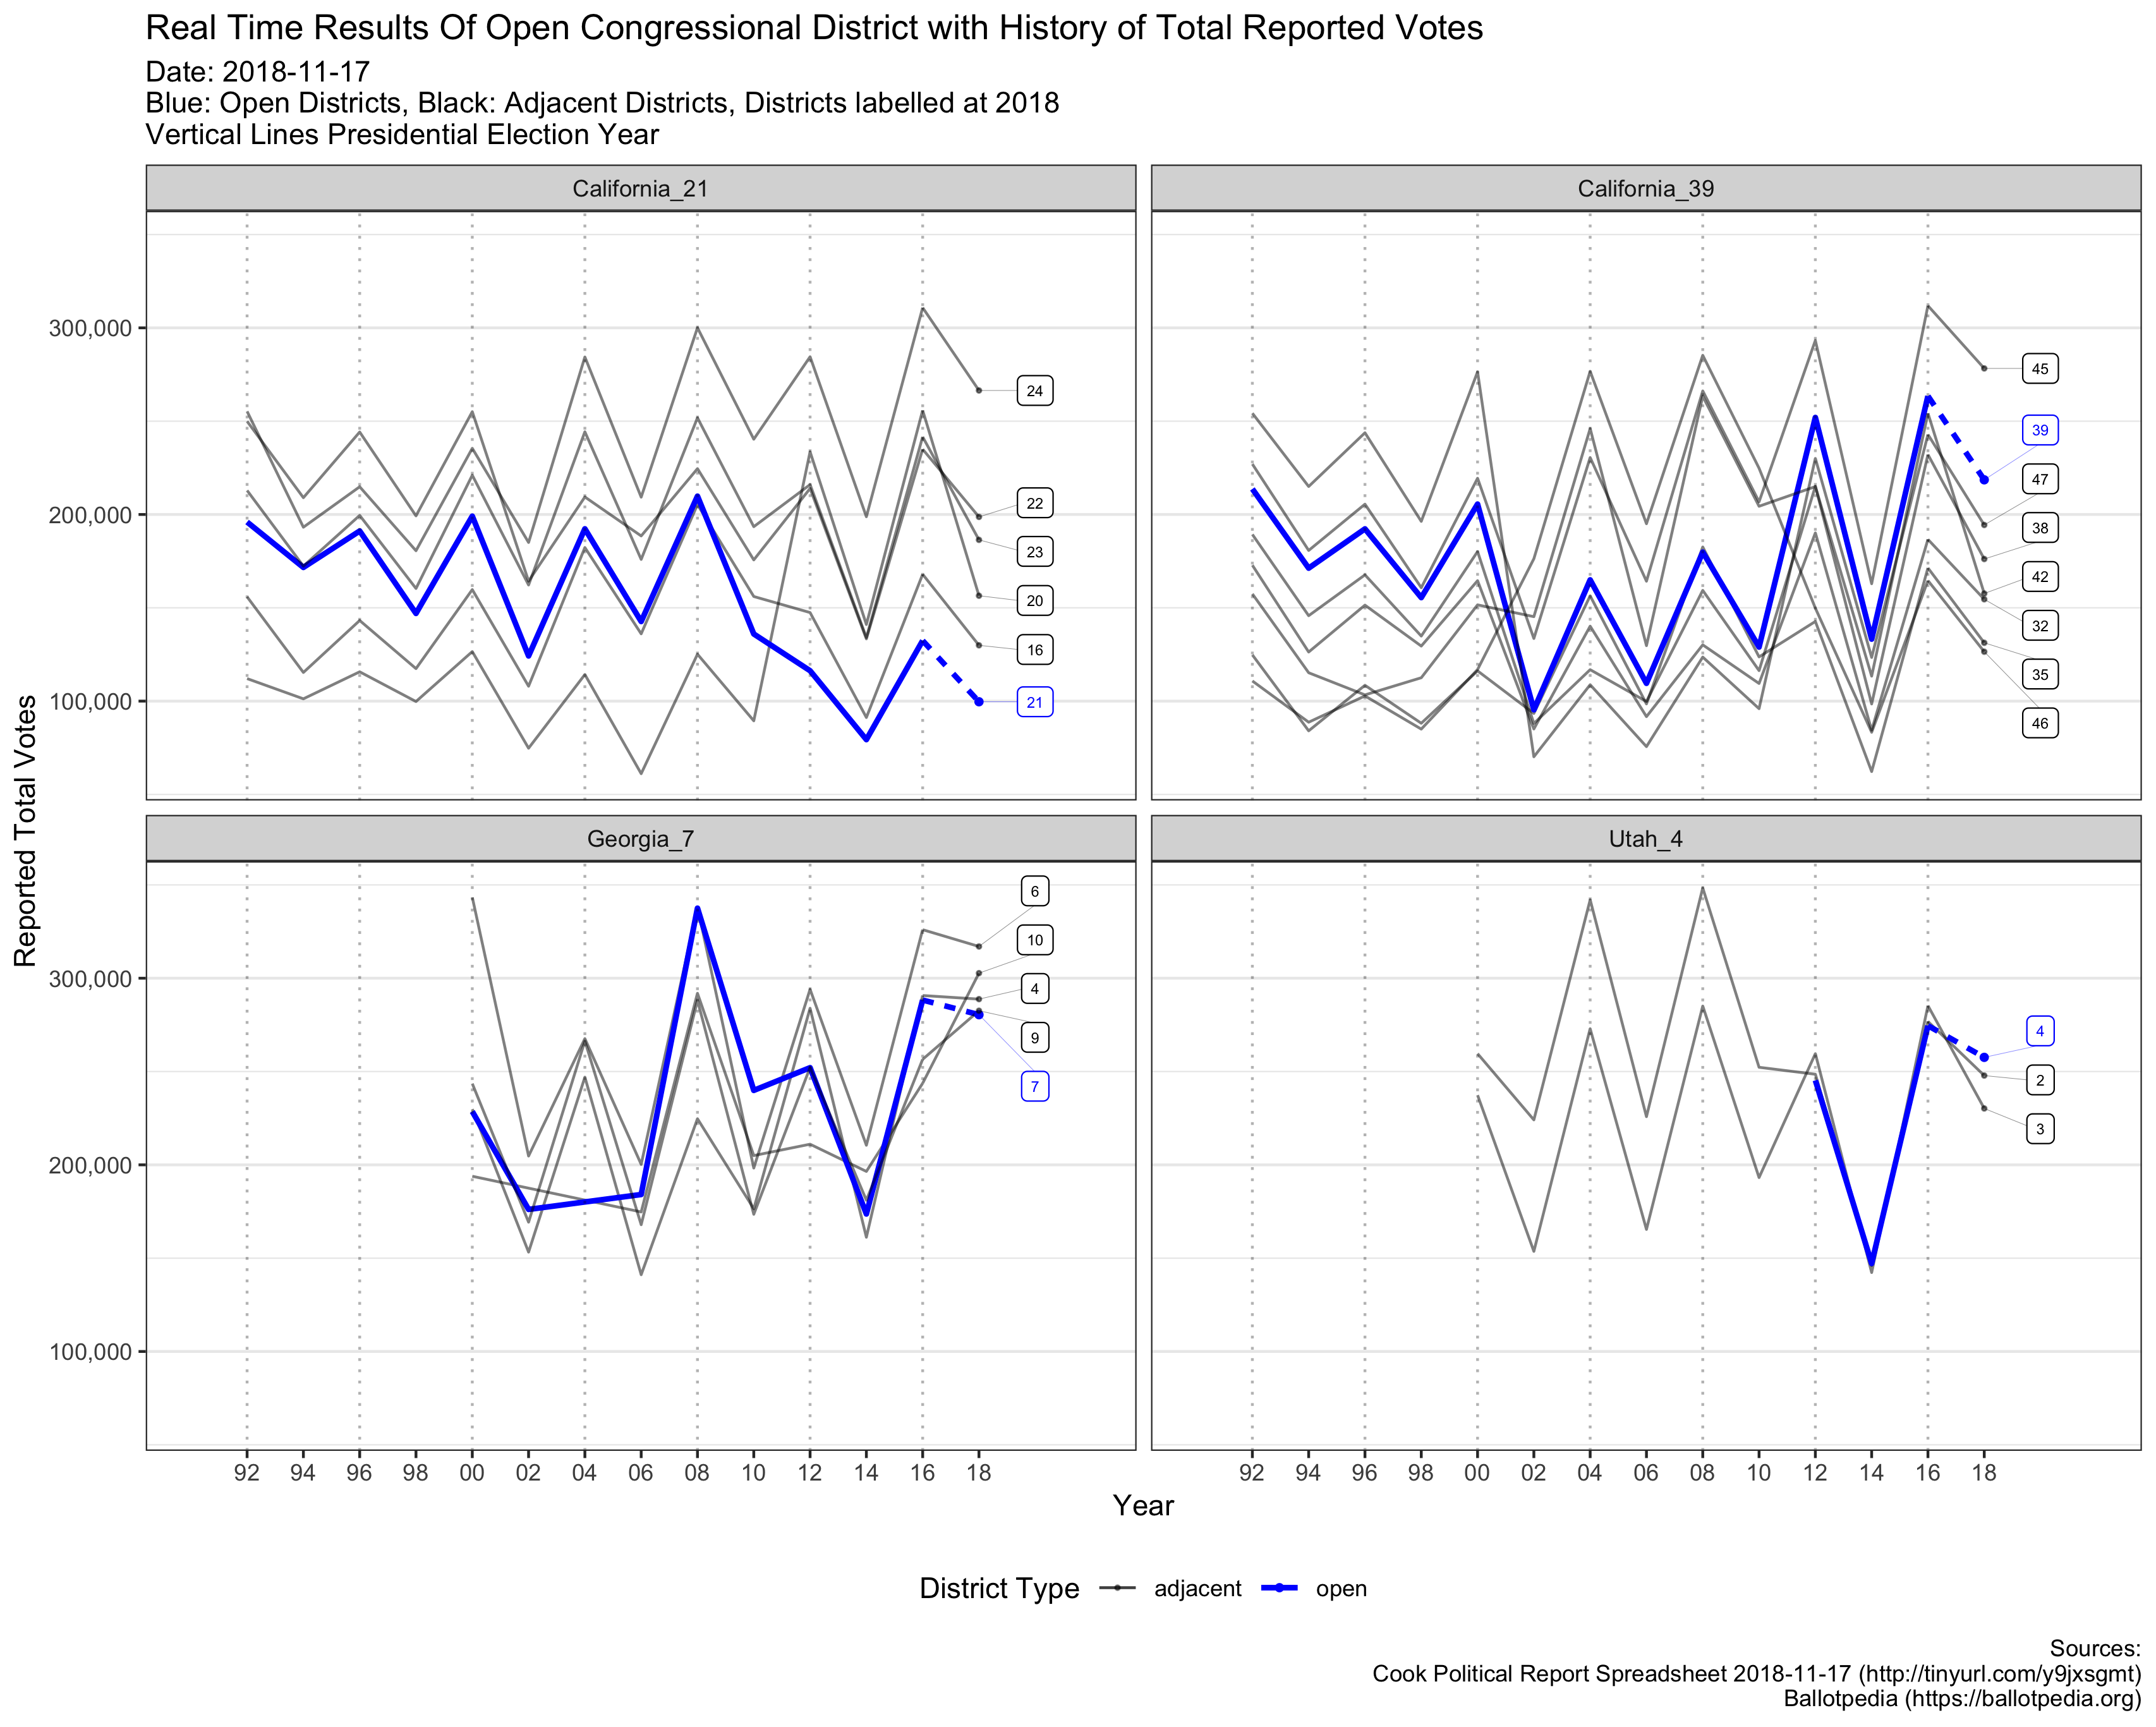 Real Time Results Of Open Congressional District with History of Total Reported Votes
Date: 2018-11-17
Blue: Open Districts, Black: Adjacent Districts, Districts labelled at 2018
Vertical Lines Presidential Election Year
Reported Total Votes
California_21
300,000
200,000
100,000
24
22
23
20
16
21
California_39
45
39
47
38
42
32
35
46
Georgia_7
300,000
200,000
100,000
6
10
4
9
7
92 94 96 98 00 02 04 06 08 10 12 14 16 18
Utah_4
4
2
3
92 94 96 98 00 02 04 06 08 10 12 14 16 18
Year
District Type adjacent open
Sources:
Cook Political Report Spreadsheet 2018-11-17 (http://tinyurl.com/y9jxsgmt)
Ballotpedia (https://ballotpedia.org)